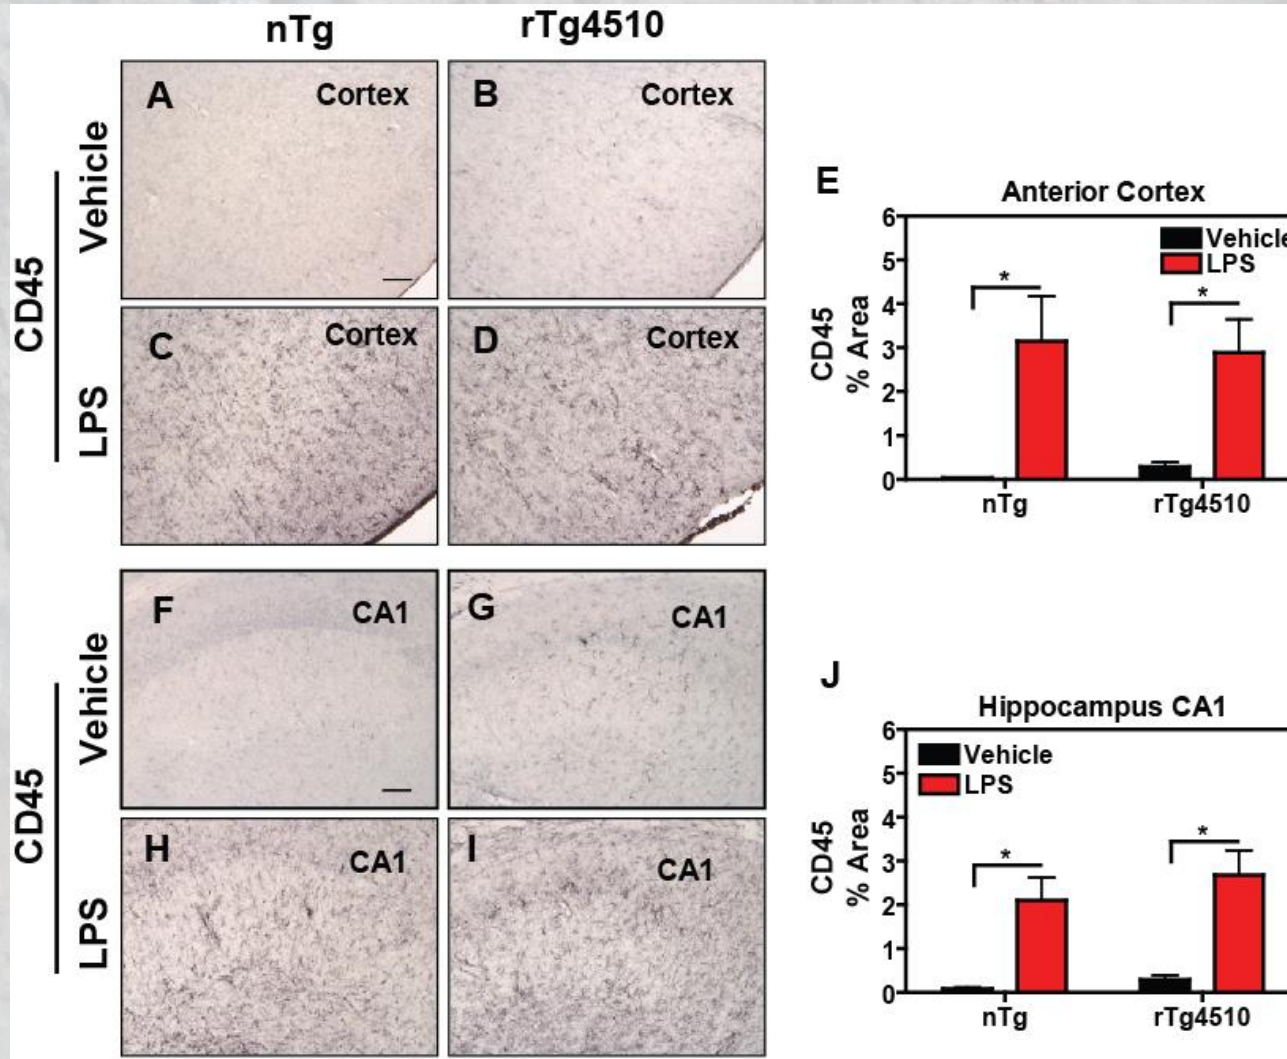 nTg
rTg4510
CD45
Vehicle
A
Cortex
B
Cortex
LPS
C
Cortex
D
Cortex
E
Anterior Cortex
Vehicle
LPS
CD45
% Area
6
5
4
3
2
1
0
*
*
nTg
rTg4510
CD45
Vehicle
F
CA1
G
CA1
LPS
H
CA1
I
CA1
J
Hippocampus CA1
Vehicle
LPS
CD45
% Area
6
5
4
3
2
1
0
*
*
nTg
rTg4510